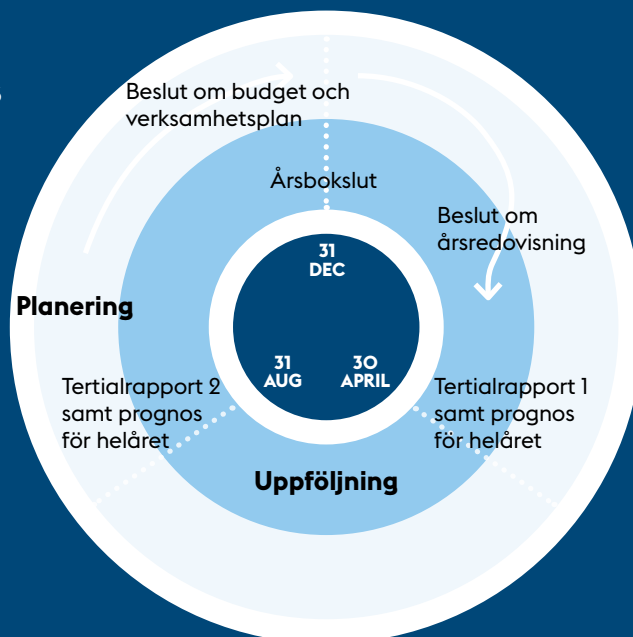 Beslut om budget och
verksamhetsplan
Årsbokslut
Beslut om
årsredovisning
31
DEC
Planering
31
AUG
30
APRIL
Tertialrapport 2
samt prognos
för helåret
Tertialrapport 1
samt prognos
för helåret
Uppföljning